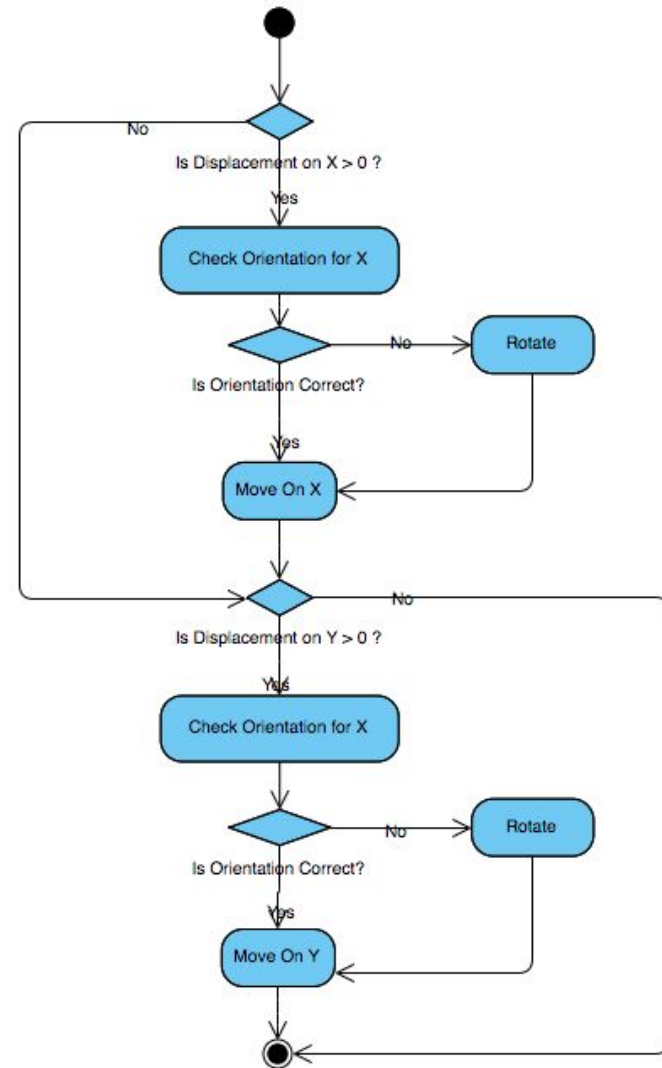 No
Is Displacement on X > 0 ?
Yes
Check Orientation for X
No
Rotate
Is Orientation Correct?
Yes
Move On X
No
Is Displacement on Y > 0 ?
Yes
Check Orientation for X
No
Rotate
Is Orientation Correct?
Yes
Move On Y